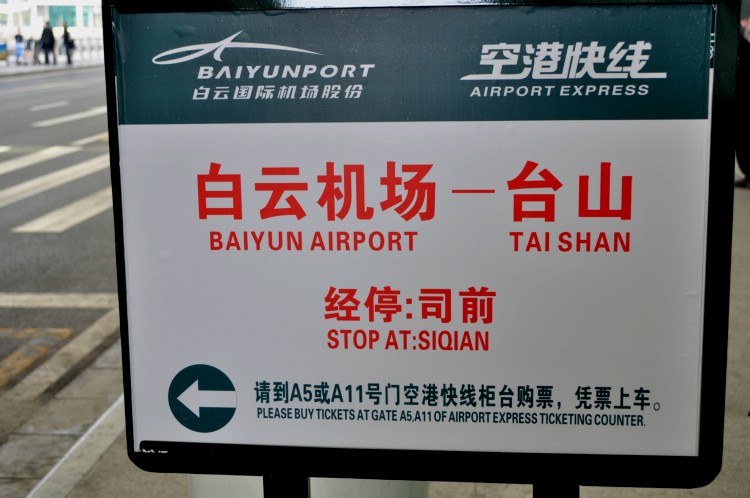 BAIYUNPORT
白云国际机场股份
空港快线
AIRPORT EXPRESS
白云机场－台山
BAIYUN AIRPORT TAI SHAN
经停:司前
STOP AT:SIQIAN
请到A5或A11号门空港快线柜台购票，凭票上车。
PLEASE BUY TICKETS AT GATE A5,A11 OF AIRPORT EXPRESS TICKETING COUNTER.